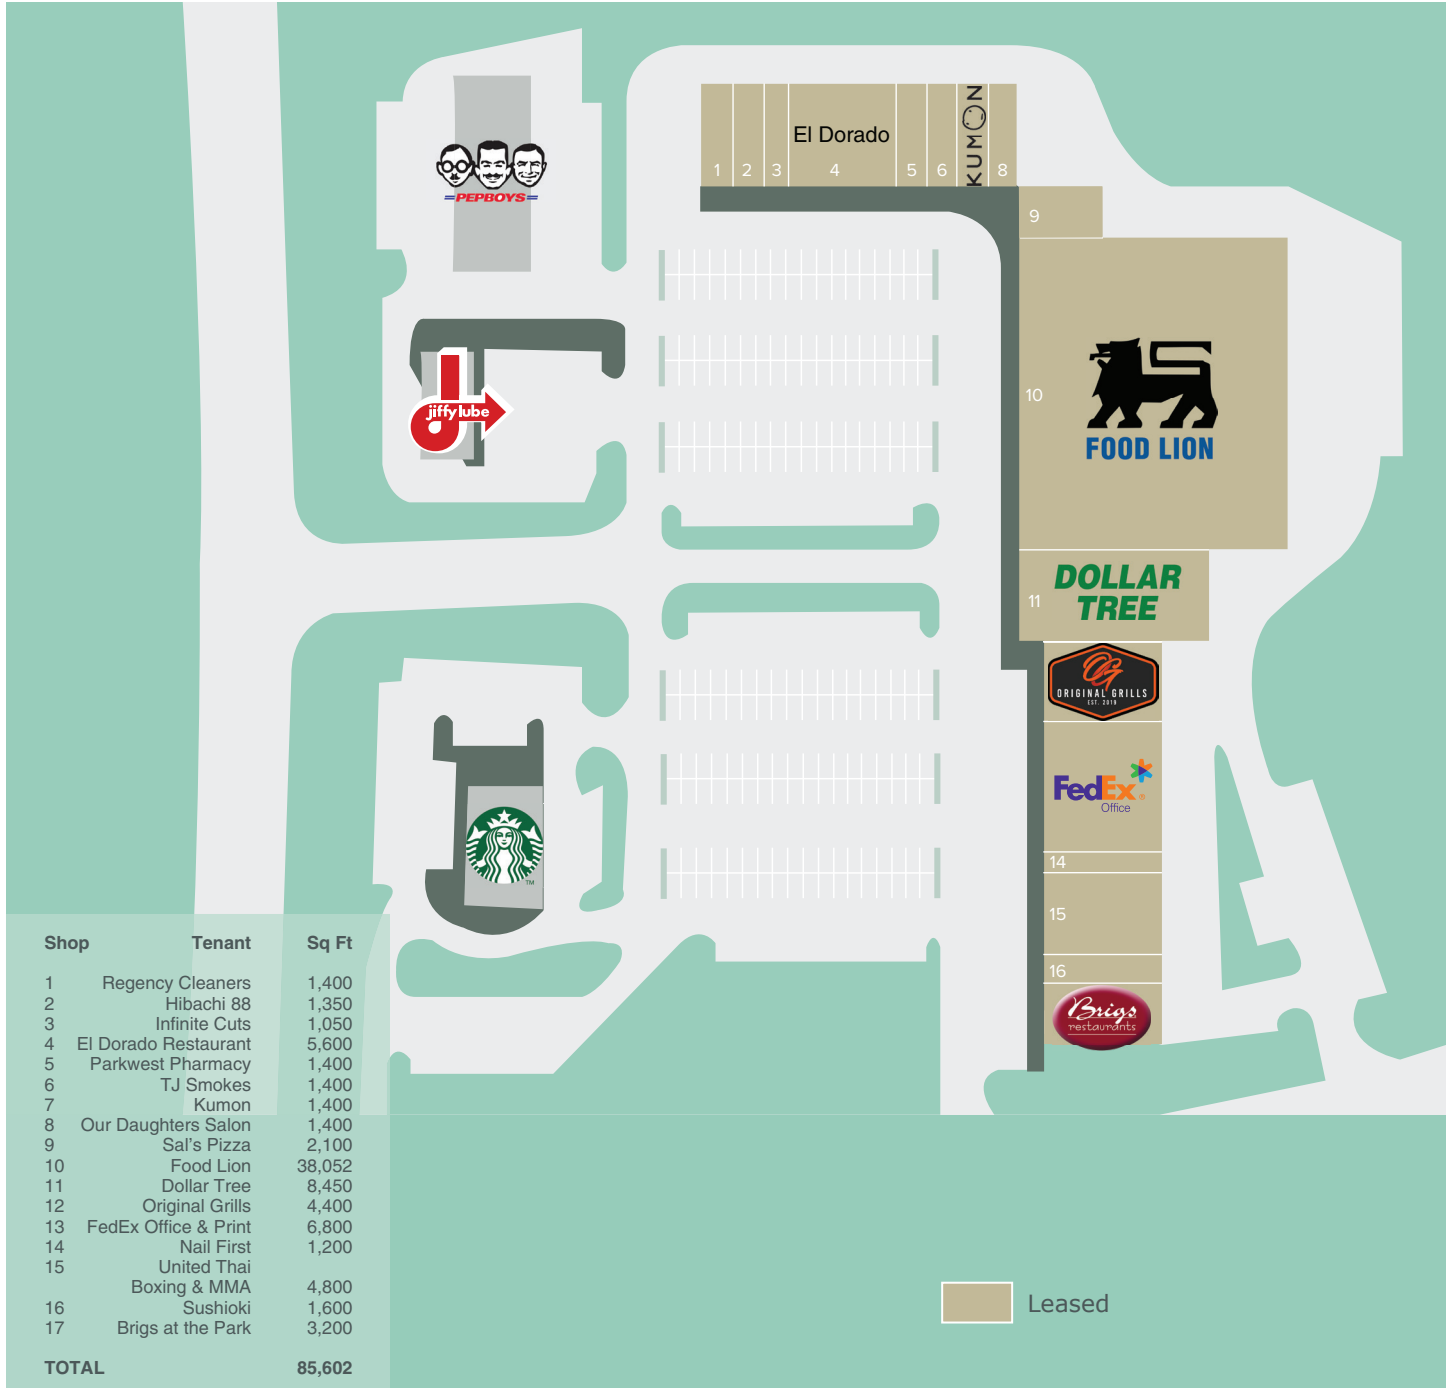 El Dorado
KUMON
1 2 3 4 5 6 8
PEPBOYS
9
jiffy lube
10
FOOD LION
11
DOLLAR
TREE
ORIGINAL GRILLS
EST. 2019
FedEx
Office
14
15
16
Brigs
restaurants
TM
Shop Tenant Sq Ft
1 Regency Cleaners 1,400
2 Hibachi 88 1,350
3 Infinite Cuts 1,050
4 El Dorado Restaurant 5,600
5 Parkwest Pharmacy 1,400
6 TJ Smokes 1,400
7 Kumon 1,400
8 Our Daughters Salon 1,400
9 Sal's Pizza 2,100
10 Food Lion 38,052
11 Dollar Tree 8,450
12 Original Grills 4,400
13 FedEx Office & Print 6,800
14 Nail First 1,200
15 United Thai
Boxing & MMA 4,800
16 Sushioki 1,600
17 Brigs at the Park 3,200
TOTAL 85,602
Leased